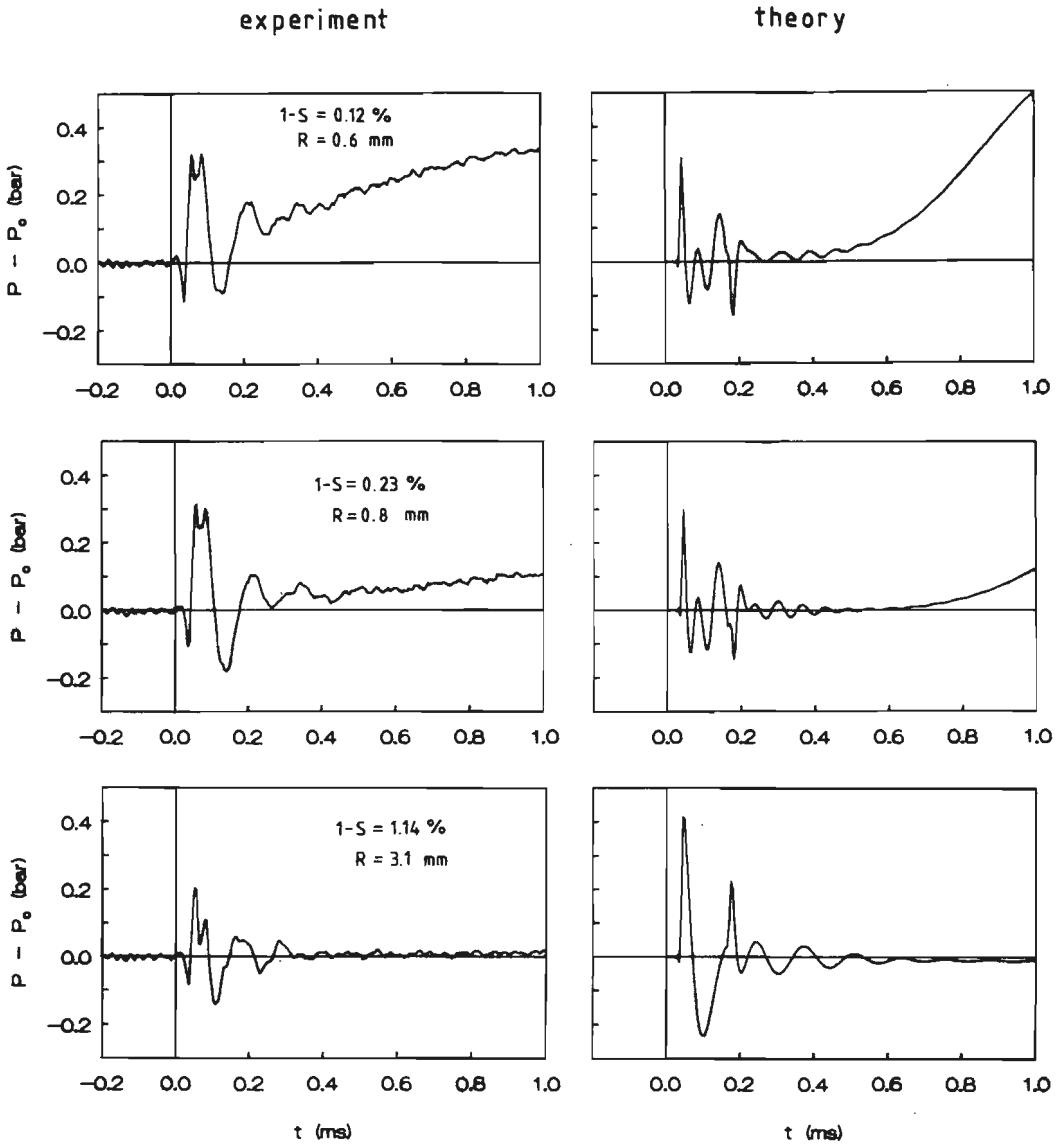 experiment
theory
P – P₀ (bar)
0.4
0.2
0.0
−0.2
1-S = 0.12 %
R = 0.6 mm
−0.2 0.0 0.2 0.4 0.6 0.8 1.0
0.0 0.2 0.4 0.6 0.8 1.0
P – P₀ (bar)
0.4
0.2
0.0
−0.2
1-S = 0.23 %
R = 0.8 mm
−0.2 0.0 0.2 0.4 0.6 0.8 1.0
0.0 0.2 0.4 0.6 0.8 1.0
P – P₀ (bar)
0.4
0.2
0.0
−0.2
1-S = 1.14 %
R = 3.1 mm
−0.2 0.0 0.2 0.4 0.6 0.8 1.0
0.0 0.2 0.4 0.6 0.8 1.0
t (ms)
t (ms)